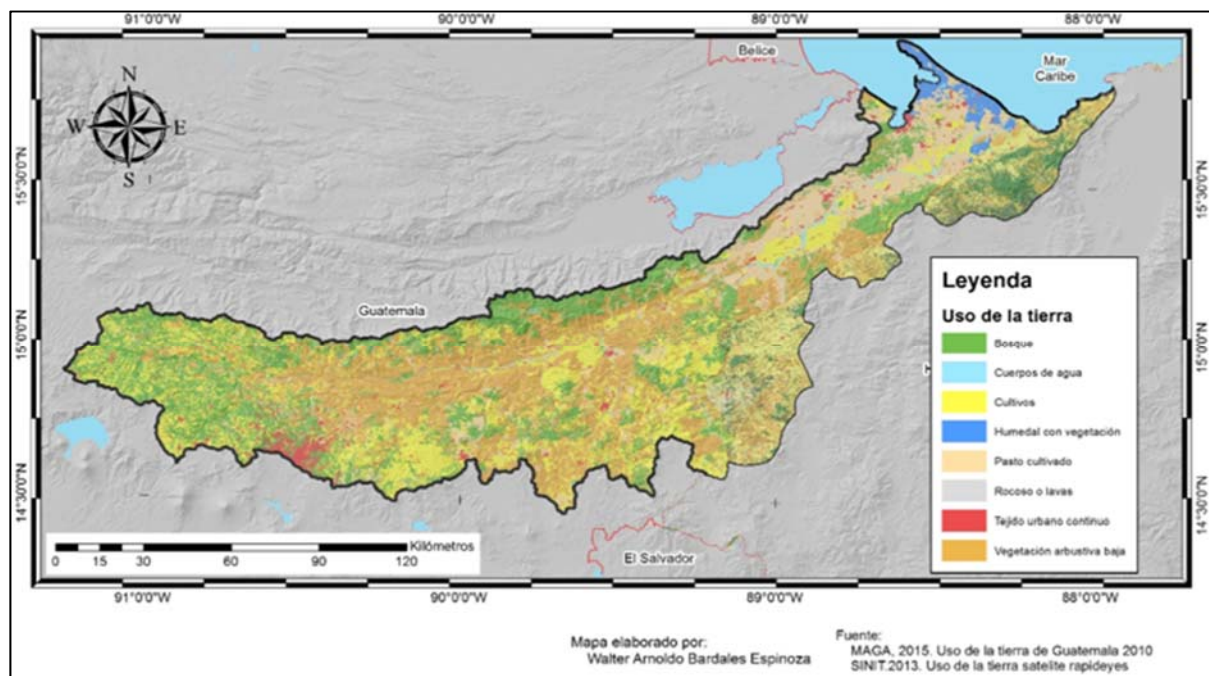 91°0'0"W 90°0'0"W 89°0'0"W 88°0'0"W
Belice
Mar
Caribe
N
W E
S
15°30'0"N 15°30'0"N
Guatemala
15°0'0"N 15°0'0"N
14°30'0"N 14°30'0"N
Leyenda
Uso de la tierra
Bosque
Cuerpos de agua
Cultivos
Humedal con vegetación
Pasto cultivado
Rocoso o lavas
Tejido urbano continuo
Vegetación arbustiva baja
Kilómetros
0 15 30 60 90 120
El Salvador
91°0'0"W 90°0'0"W 89°0'0"W 88°0'0"W
Mapa elaborado por:
Walter Arnoldo Bardales Espinoza
Fuente:
MAGA, 2015. Uso de la tierra de Guatemala 2010
SINIT.2013. Uso de la tierra satelite rapideyes